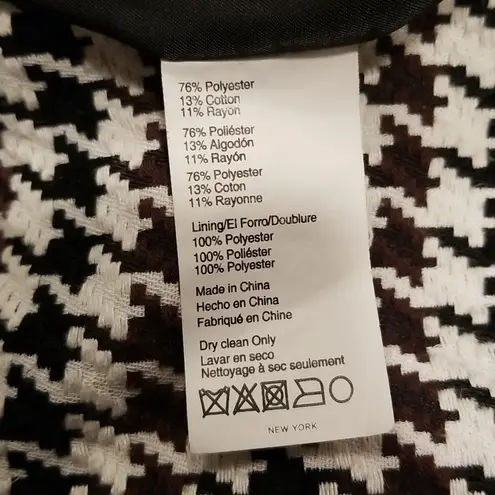 76% Polyester
13% Cotton
11% Rayon
76% Poliéster
13% Algodón
11% Rayón
76% Polyester
13% Coton
11% Rayonne
Lining/El Forro/Doublure
100% Polyester
100% Poliéster
100% Polyester
Made in China
Hecho en China
Fabriqué en Chine
Dry clean Only
Lavar en seco
Nettoyage à sec seulement
NEW YORK